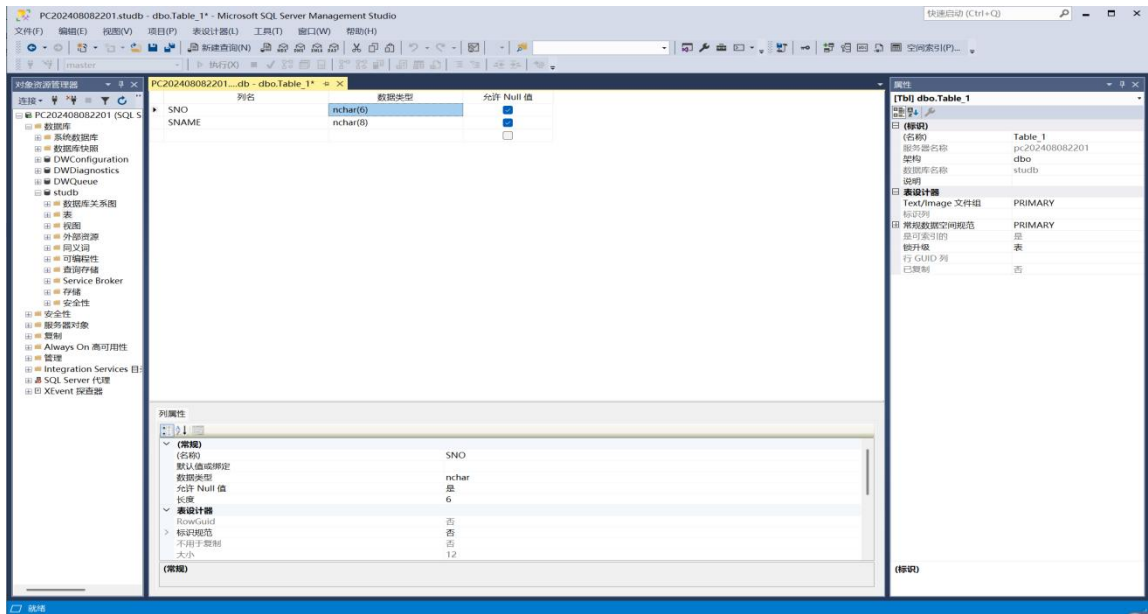 PC202408082201.studb - dbo.Table_1* - Microsoft SQL Server Management Studio
快速启动 (Ctrl+Q)
文件(F) 编辑(E) 视图(V) 项目(P) 表设计器(L) 工具(T) 窗口(W) 帮助(H)
新建查询(N)
空间索引(P)...
master
执行(X)
对象资源管理器
连接
PC202408082201 (SQL S
数据库
系统数据库
数据库快照
DWConfiguration
DWDiagnostics
DWQueue
studb
数据库关系图
表
视图
外部资源
同义词
可编程性
查询存储
Service Broker
存储
安全性
安全性
服务器对象
复制
Always On 高可用性
管理
Integration Services 目
SQL Server 代理
XEvent 探查器
PC202408082201....db - dbo.Table_1*
列名 数据类型 允许 Null 值
SNO nchar(6)
SNAME nchar(8)
列属性
(常规)
(名称) SNO
默认值或绑定
数据类型 nchar
允许 Null 值 是
长度 6
表设计器
RowGuid 否
标识规范 否
不用于复制 否
大小 12
(常规)
属性
[Tbl] dbo.Table_1
(标识)
(名称) Table_1
服务器名称 pc202408082201
架构 dbo
数据库名称 studb
说明
表设计器
Text/Image 文件组 PRIMARY
标识列
常规数据空间规范 PRIMARY
是可索引的 是
锁升级 表
行 GUID 列
已复制 否
(标识)
就绪